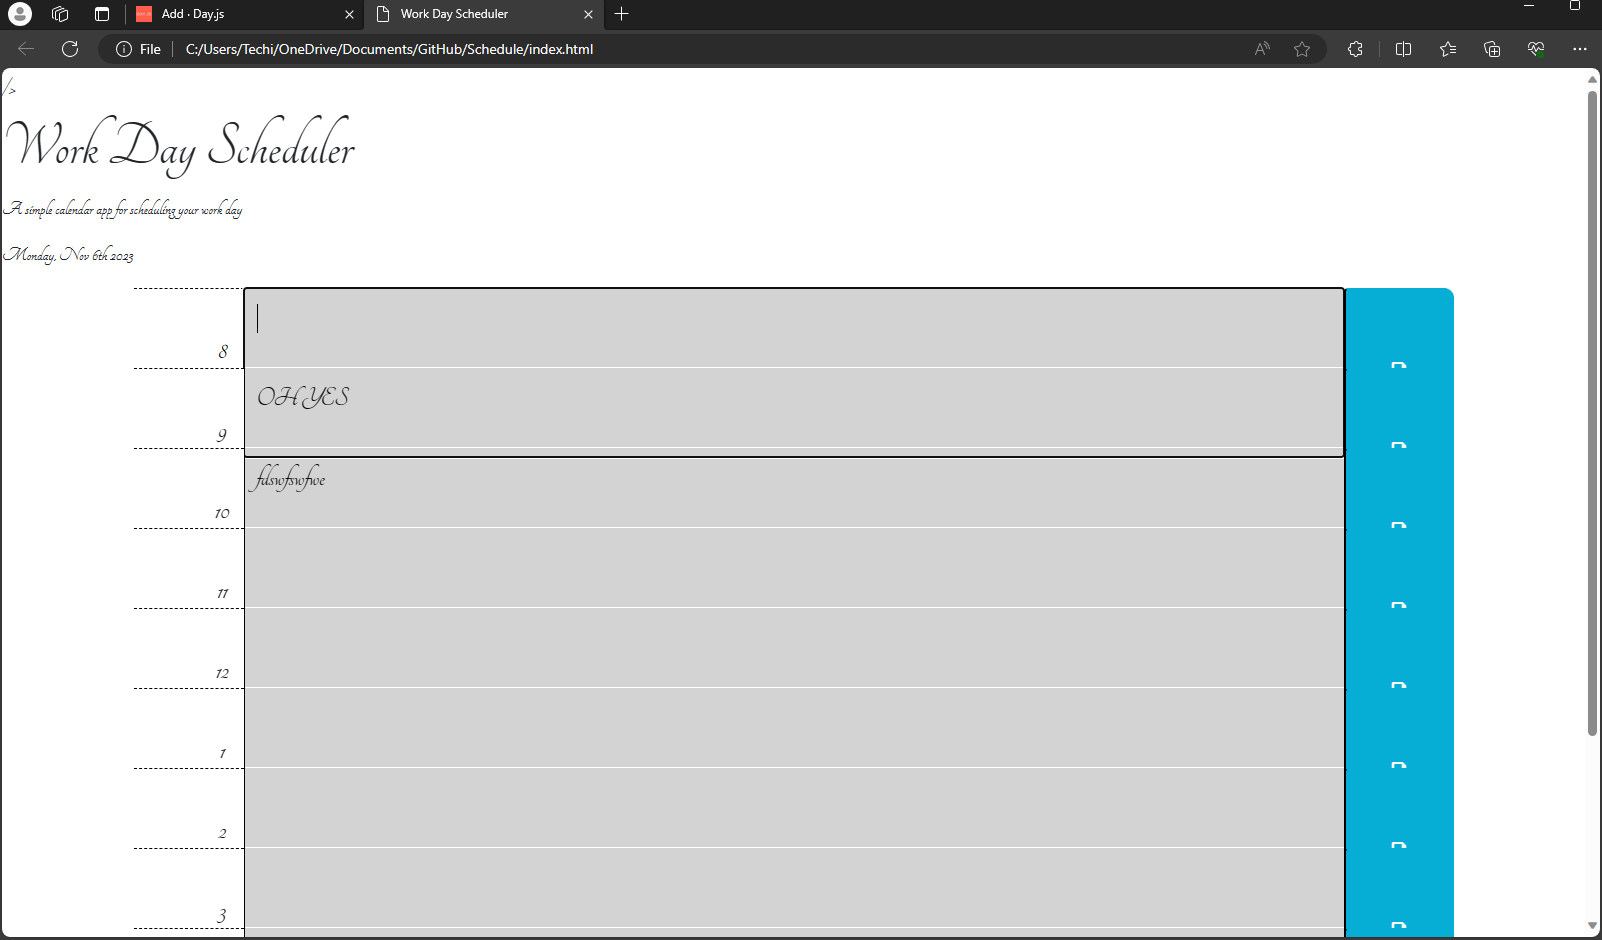 Add · Day.js
Work Day Scheduler
File
C:/Users/Techi/OneDrive/Documents/GitHub/Schedule/index.html
/>
Work Day Scheduler
A simple calendar app for scheduling your work day
Monday, Nov 6th 2023
8
OH YES
9
fdswfswfwe
10
11
12
1
2
3